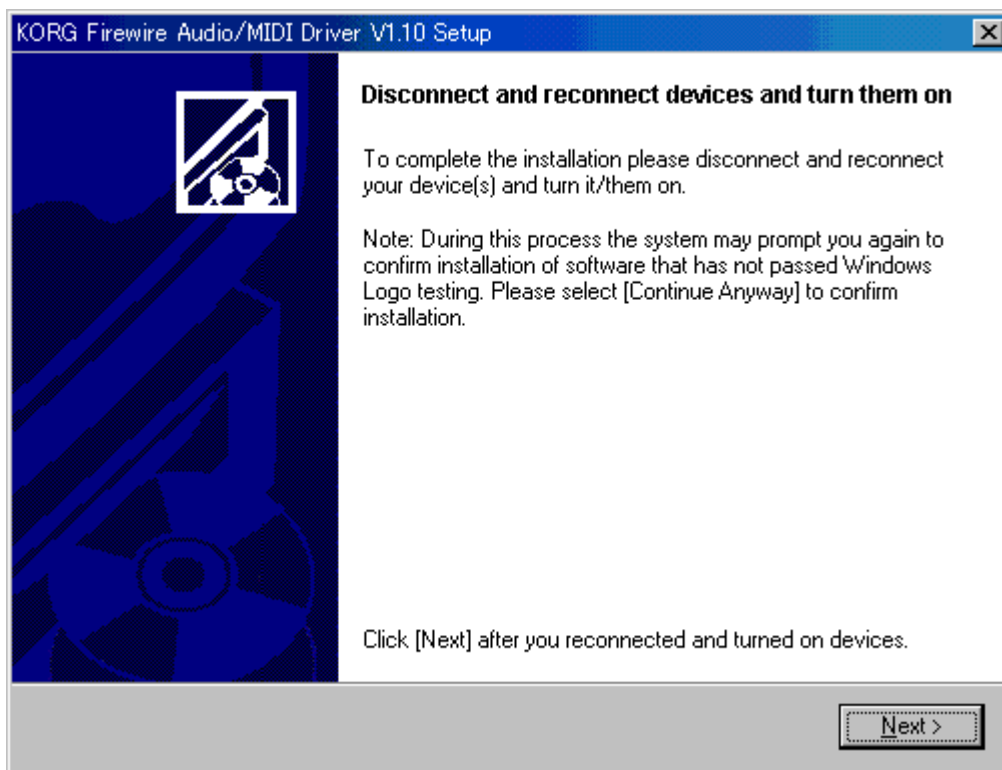 KORG Firewire Audio/MIDI Driver V1.10 Setup
Disconnect and reconnect devices and turn them on
To complete the installation please disconnect and reconnect
your device(s) and turn it/them on.
Note: During this process the system may prompt you again to
confirm installation of software that has not passed Windows
Logo testing. Please select [Continue Anyway] to confirm
installation.
Click [Next] after you reconnected and turned on devices.
Next >